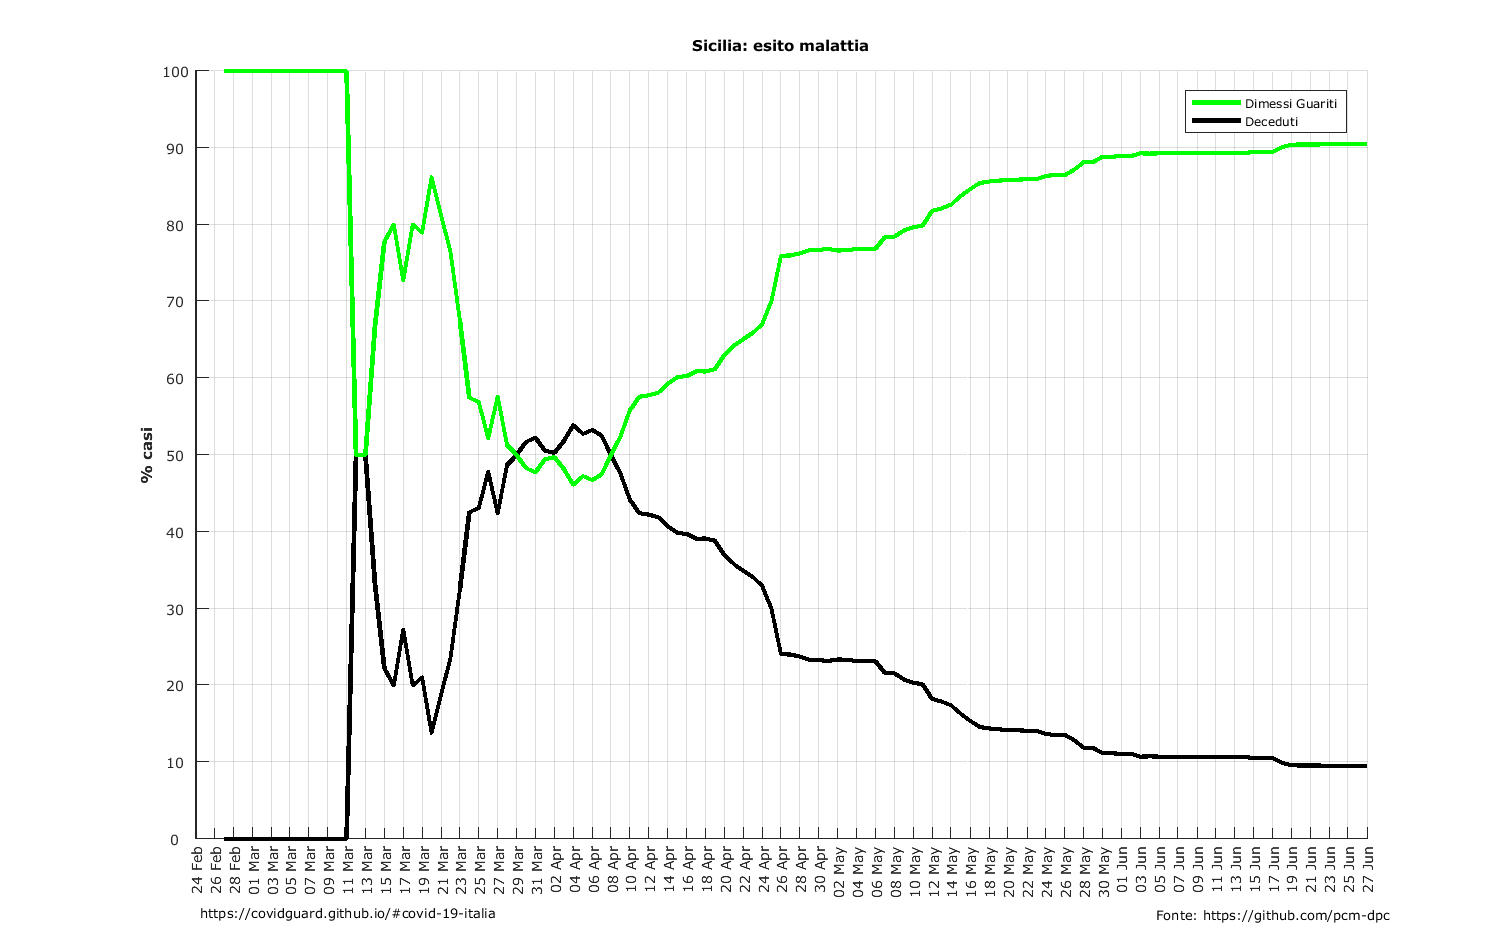 Sicilia: esito malattia
100
90
80
70
60
50
40
30
20
10
0
% casi
Dimessi Guariti
Deceduti
24 Feb
26 Feb
28 Feb
01 Mar
03 Mar
05 Mar
07 Mar
09 Mar
11 Mar
13 Mar
15 Mar
17 Mar
19 Mar
21 Mar
23 Mar
25 Mar
27 Mar
29 Mar
31 Mar
02 Apr
04 Apr
06 Apr
08 Apr
10 Apr
12 Apr
14 Apr
16 Apr
18 Apr
20 Apr
22 Apr
24 Apr
26 Apr
28 Apr
30 Apr
02 May
04 May
06 May
08 May
10 May
12 May
14 May
16 May
18 May
20 May
22 May
24 May
26 May
28 May
30 May
01 Jun
03 Jun
05 Jun
07 Jun
09 Jun
11 Jun
13 Jun
15 Jun
17 Jun
19 Jun
21 Jun
23 Jun
25 Jun
27 Jun
https://covidguard.github.io/#covid-19-italia
Fonte: https://github.com/pcm-dpc